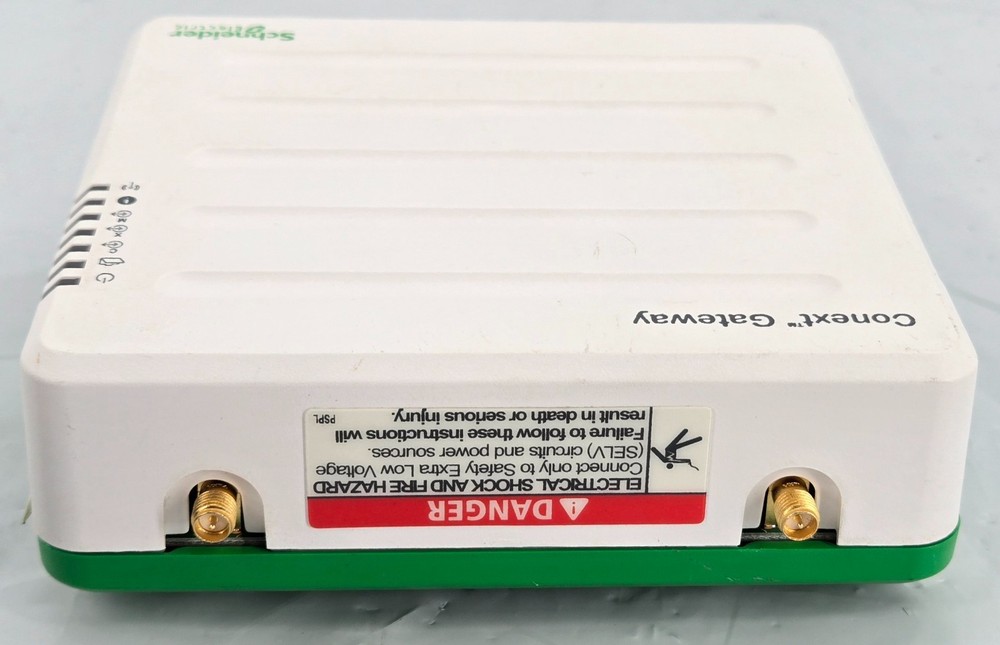 Schneider
Electric
Conext™ Gateway
DANGER
ELECTRICAL SHOCK AND FIRE HAZARD
Connect only to Safety Extra Low Voltage
(SELV) circuits and power sources.
Failure to follow these instructions will
result in death or serious injury.
PSPL